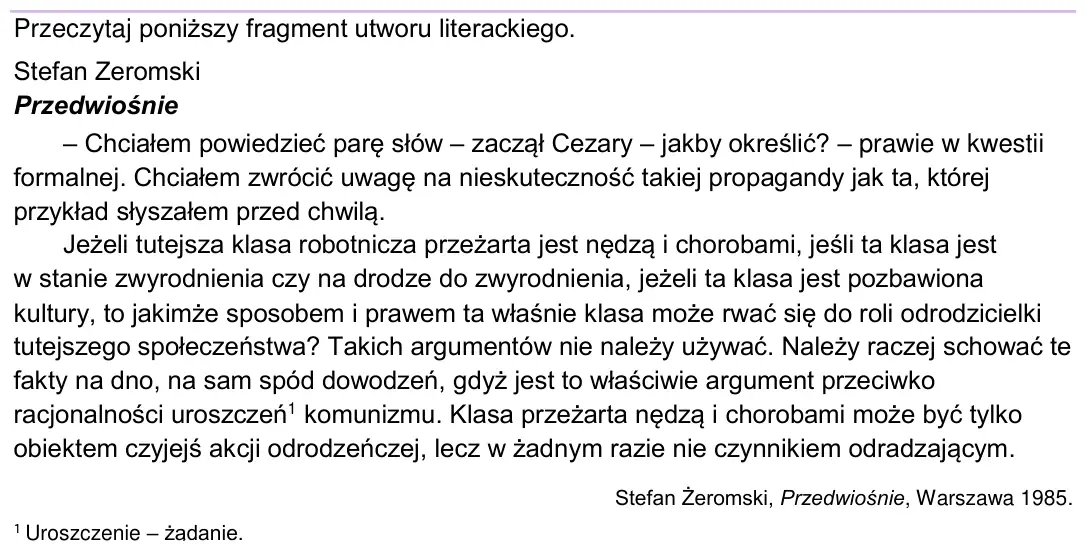 Przeczytaj poniższy fragment utworu literackiego.
Stefan Zeromski
Przedwiośnie
– Chciałem powiedzieć parę słów – zaczął Cezary – jakby określić? – prawie w kwestii
formalnej. Chciałem zwrócić uwagę na nieskuteczność takiej propagandy jak ta, której
przykład słyszałem przed chwilą.
Jeżeli tutejsza klasa robotnicza przeżarta jest nędzą i chorobami, jeśli ta klasa jest
w stanie zwyrodnienia czy na drodze do zwyrodnienia, jeżeli ta klasa jest pozbawiona
kultury, to jakimże sposobem i prawem ta właśnie klasa może rwać się do roli odrodzicielki
tutejszego społeczeństwa? Takich argumentów nie należy używać. Należy raczej schować te
fakty na dno, na sam spód dowodzeń, gdyż jest to właściwie argument przeciwko
racjonalności uroszczeń¹ komunizmu. Klasa przeżarta nędzą i chorobami może być tylko
obiektem czyjejś akcji odrodzeńczej, lecz w żadnym razie nie czynnikiem odradzającym.
Stefan Żeromski, Przedwiośnie, Warszawa 1985.
¹ Uroszczenie – żądanie.